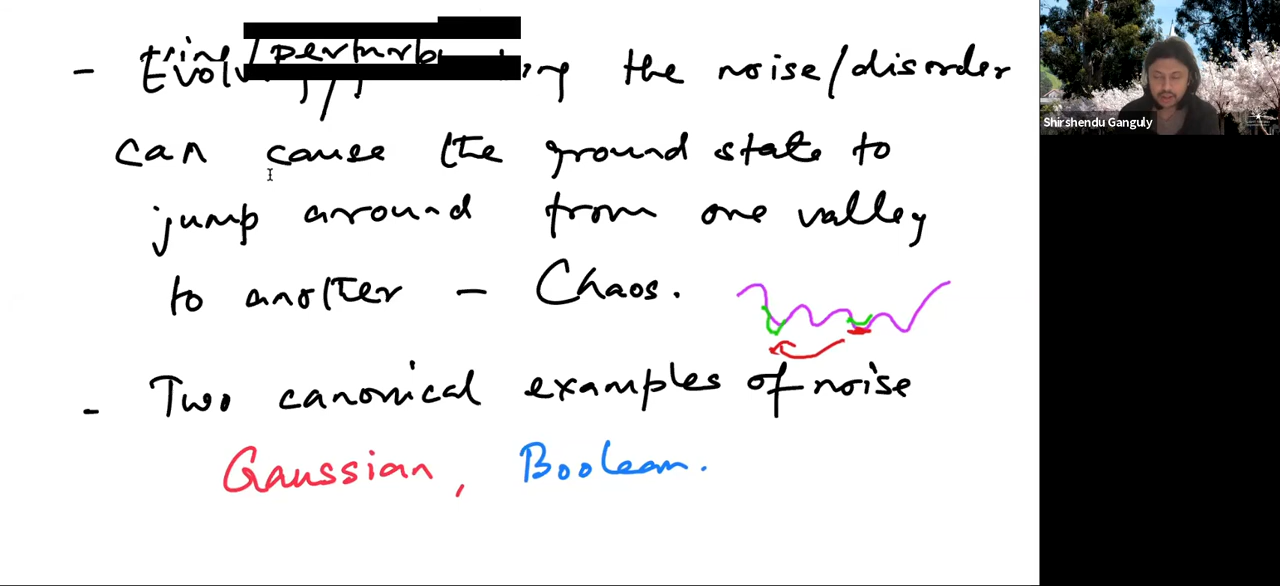 - the noise/disorder
can cause the ground state to
jump around from one valley
to another - Chaos.
- Two canonical examples of noise
Gaussian, Boolean.
Shirshendu Ganguly